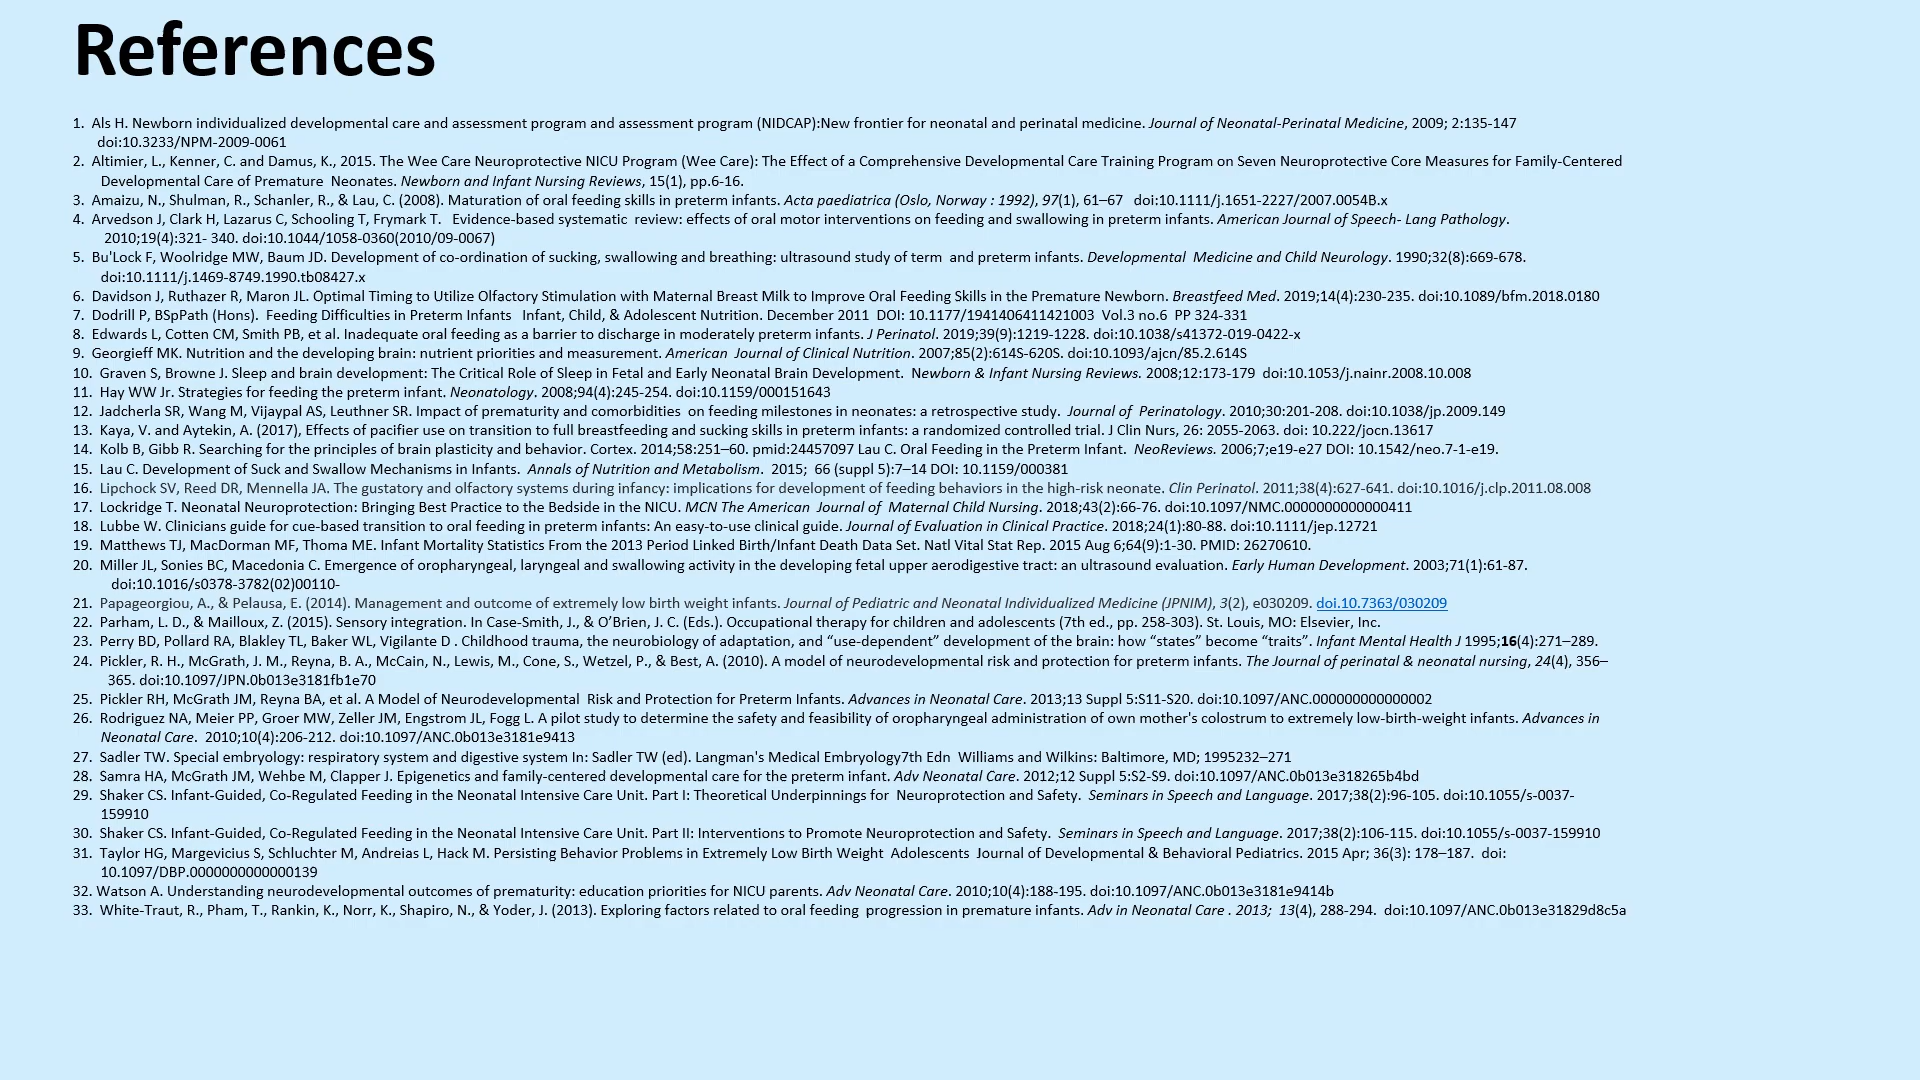 References
1. Als H. Newborn individualized developmental care and assessment program and assessment program (NIDCAP):New frontier for neonatal and perinatal medicine. Journal of Neonatal-Perinatal Medicine, 2009; 2:135-147
doi:10.3233/NPM-2009-0061
2. Altimier, L., Kenner, C. and Damus, K., 2015. The Wee Care Neuroprotective NICU Program (Wee Care): The Effect of a Comprehensive Developmental Care Training Program on Seven Neuroprotective Core Measures for Family-Centered
Developmental Care of Premature Neonates. Newborn and Infant Nursing Reviews, 15(1), pp.6-16.
3. Amaizu, N., Shulman, R., Schanler, R., & Lau, C. (2008). Maturation of oral feeding skills in preterm infants. Acta paediatrica (Oslo, Norway : 1992), 97(1), 61–67 doi:10.1111/j.1651-2227/2007.0054B.x
4. Arvedson J, Clark H, Lazarus C, Schooling T, Frymark T. Evidence-based systematic review: effects of oral motor interventions on feeding and swallowing in preterm infants. American Journal of Speech- Lang Pathology.
2010;19(4):321- 340. doi:10.1044/1058-0360(2010/09-0067)
5. Bu'Lock F, Woolridge MW, Baum JD. Development of co-ordination of sucking, swallowing and breathing: ultrasound study of term and preterm infants. Developmental Medicine and Child Neurology. 1990;32(8):669-678.
doi:10.1111/j.1469-8749.1990.tb08427.x
6. Davidson J, Ruthazer R, Maron JL. Optimal Timing to Utilize Olfactory Stimulation with Maternal Breast Milk to Improve Oral Feeding Skills in the Premature Newborn. Breastfeed Med. 2019;14(4):230-235. doi:10.1089/bfm.2018.0180
7. Dodrill P, BSpPath (Hons). Feeding Difficulties in Preterm Infants Infant, Child, & Adolescent Nutrition. December 2011 DOI: 10.1177/1941406411421003 Vol.3 no.6 PP 324-331
8. Edwards L, Cotten CM, Smith PB, et al. Inadequate oral feeding as a barrier to discharge in moderately preterm infants. J Perinatol. 2019;39(9):1219-1228. doi:10.1038/s41372-019-0422-x
9. Georgieff MK. Nutrition and the developing brain: nutrient priorities and measurement. American Journal of Clinical Nutrition. 2007;85(2):614S-620S. doi:10.1093/ajcn/85.2.614S
10. Graven S, Browne J. Sleep and brain development: The Critical Role of Sleep in Fetal and Early Neonatal Brain Development. Newborn & Infant Nursing Reviews. 2008;12:173-179 doi:10.1053/j.nainr.2008.10.008
11. Hay WW Jr. Strategies for feeding the preterm infant. Neonatology. 2008;94(4):245-254. doi:10.1159/000151643
12. Jadcherla SR, Wang M, Vijaypal AS, Leuthner SR. Impact of prematurity and comorbidities on feeding milestones in neonates: a retrospective study. Journal of Perinatology. 2010;30:201-208. doi:10.1038/jp.2009.149
13. Kaya, V. and Aytekin, A. (2017), Effects of pacifier use on transition to full breastfeeding and sucking skills in preterm infants: a randomized controlled trial. J Clin Nurs, 26: 2055-2063. doi: 10.222/jocn.13617
14. Kolb B, Gibb R. Searching for the principles of brain plasticity and behavior. Cortex. 2014;58:251–60. pmid:24457097 Lau C. Oral Feeding in the Preterm Infant. NeoReviews. 2006;7;e19-e27 DOI: 10.1542/neo.7-1-e19.
15. Lau C. Development of Suck and Swallow Mechanisms in Infants. Annals of Nutrition and Metabolism. 2015; 66 (suppl 5):7–14 DOI: 10.1159/000381
16. Lipchock SV, Reed DR, Mennella JA. The gustatory and olfactory systems during infancy: implications for development of feeding behaviors in the high-risk neonate. Clin Perinatol. 2011;38(4):627-641. doi:10.1016/j.clp.2011.08.008
17. Lockridge T. Neonatal Neuroprotection: Bringing Best Practice to the Bedside in the NICU. MCN The American Journal of Maternal Child Nursing. 2018;43(2):66-76. doi:10.1097/NMC.0000000000000411
18. Lubbe W. Clinicians guide for cue-based transition to oral feeding in preterm infants: An easy-to-use clinical guide. Journal of Evaluation in Clinical Practice. 2018;24(1):80-88. doi:10.1111/jep.12721
19. Matthews TJ, MacDorman MF, Thoma ME. Infant Mortality Statistics From the 2013 Period Linked Birth/Infant Death Data Set. Natl Vital Stat Rep. 2015 Aug 6;64(9):1-30. PMID: 26270610.
20. Miller JL, Sonies BC, Macedonia C. Emergence of oropharyngeal, laryngeal and swallowing activity in the developing fetal upper aerodigestive tract: an ultrasound evaluation. Early Human Development. 2003;71(1):61-87.
doi:10.1016/s0378-3782(02)00110-
21. Papageorgiou, A., & Pelausa, E. (2014). Management and outcome of extremely low birth weight infants. Journal of Pediatric and Neonatal Individualized Medicine (JPNIM), 3(2), e030209. doi.10.7363/030209
22. Parham, L. D., & Mailloux, Z. (2015). Sensory integration. In Case-Smith, J., & O’Brien, J. C. (Eds.). Occupational therapy for children and adolescents (7th ed., pp. 258-303). St. Louis, MO: Elsevier, Inc.
23. Perry BD, Pollard RA, Blakley TL, Baker WL, Vigilante D . Childhood trauma, the neurobiology of adaptation, and “use-dependent” development of the brain: how “states” become “traits”. Infant Mental Health J 1995;16(4):271–289.
24. Pickler, R. H., McGrath, J. M., Reyna, B. A., McCain, N., Lewis, M., Cone, S., Wetzel, P., & Best, A. (2010). A model of neurodevelopmental risk and protection for preterm infants. The Journal of perinatal & neonatal nursing, 24(4), 356–
365. doi:10.1097/JPN.0b013e3181fb1e70
25. Pickler RH, McGrath JM, Reyna BA, et al. A Model of Neurodevelopmental Risk and Protection for Preterm Infants. Advances in Neonatal Care. 2013;13 Suppl 5:S11-S20. doi:10.1097/ANC.000000000000002
26. Rodriguez NA, Meier PP, Groer MW, Zeller JM, Engstrom JL, Fogg L. A pilot study to determine the safety and feasibility of oropharyngeal administration of own mother's colostrum to extremely low-birth-weight infants. Advances in
Neonatal Care. 2010;10(4):206-212. doi:10.1097/ANC.0b013e3181e9413
27. Sadler TW. Special embryology: respiratory system and digestive system In: Sadler TW (ed). Langman's Medical Embryology7th Edn Williams and Wilkins: Baltimore, MD; 1995232–271
28. Samra HA, McGrath JM, Wehbe M, Clapper J. Epigenetics and family-centered developmental care for the preterm infant. Adv Neonatal Care. 2012;12 Suppl 5:S2-S9. doi:10.1097/ANC.0b013e318265b4bd
29. Shaker CS. Infant-Guided, Co-Regulated Feeding in the Neonatal Intensive Care Unit. Part I: Theoretical Underpinnings for Neuroprotection and Safety. Seminars in Speech and Language. 2017;38(2):96-105. doi:10.1055/s-0037-
159910
30. Shaker CS. Infant-Guided, Co-Regulated Feeding in the Neonatal Intensive Care Unit. Part II: Interventions to Promote Neuroprotection and Safety. Seminars in Speech and Language. 2017;38(2):106-115. doi:10.1055/s-0037-159910
31. Taylor HG, Margevicius S, Schluchter M, Andreias L, Hack M. Persisting Behavior Problems in Extremely Low Birth Weight Adolescents Journal of Developmental & Behavioral Pediatrics. 2015 Apr; 36(3): 178–187. doi:
10.1097/DBP.0000000000000139
32. Watson A. Understanding neurodevelopmental outcomes of prematurity: education priorities for NICU parents. Adv Neonatal Care. 2010;10(4):188-195. doi:10.1097/ANC.0b013e3181e9414b
33. White-Traut, R., Pham, T., Rankin, K., Norr, K., Shapiro, N., & Yoder, J. (2013). Exploring factors related to oral feeding progression in premature infants. Adv in Neonatal Care . 2013; 13(4), 288-294. doi:10.1097/ANC.0b013e31829d8c5a